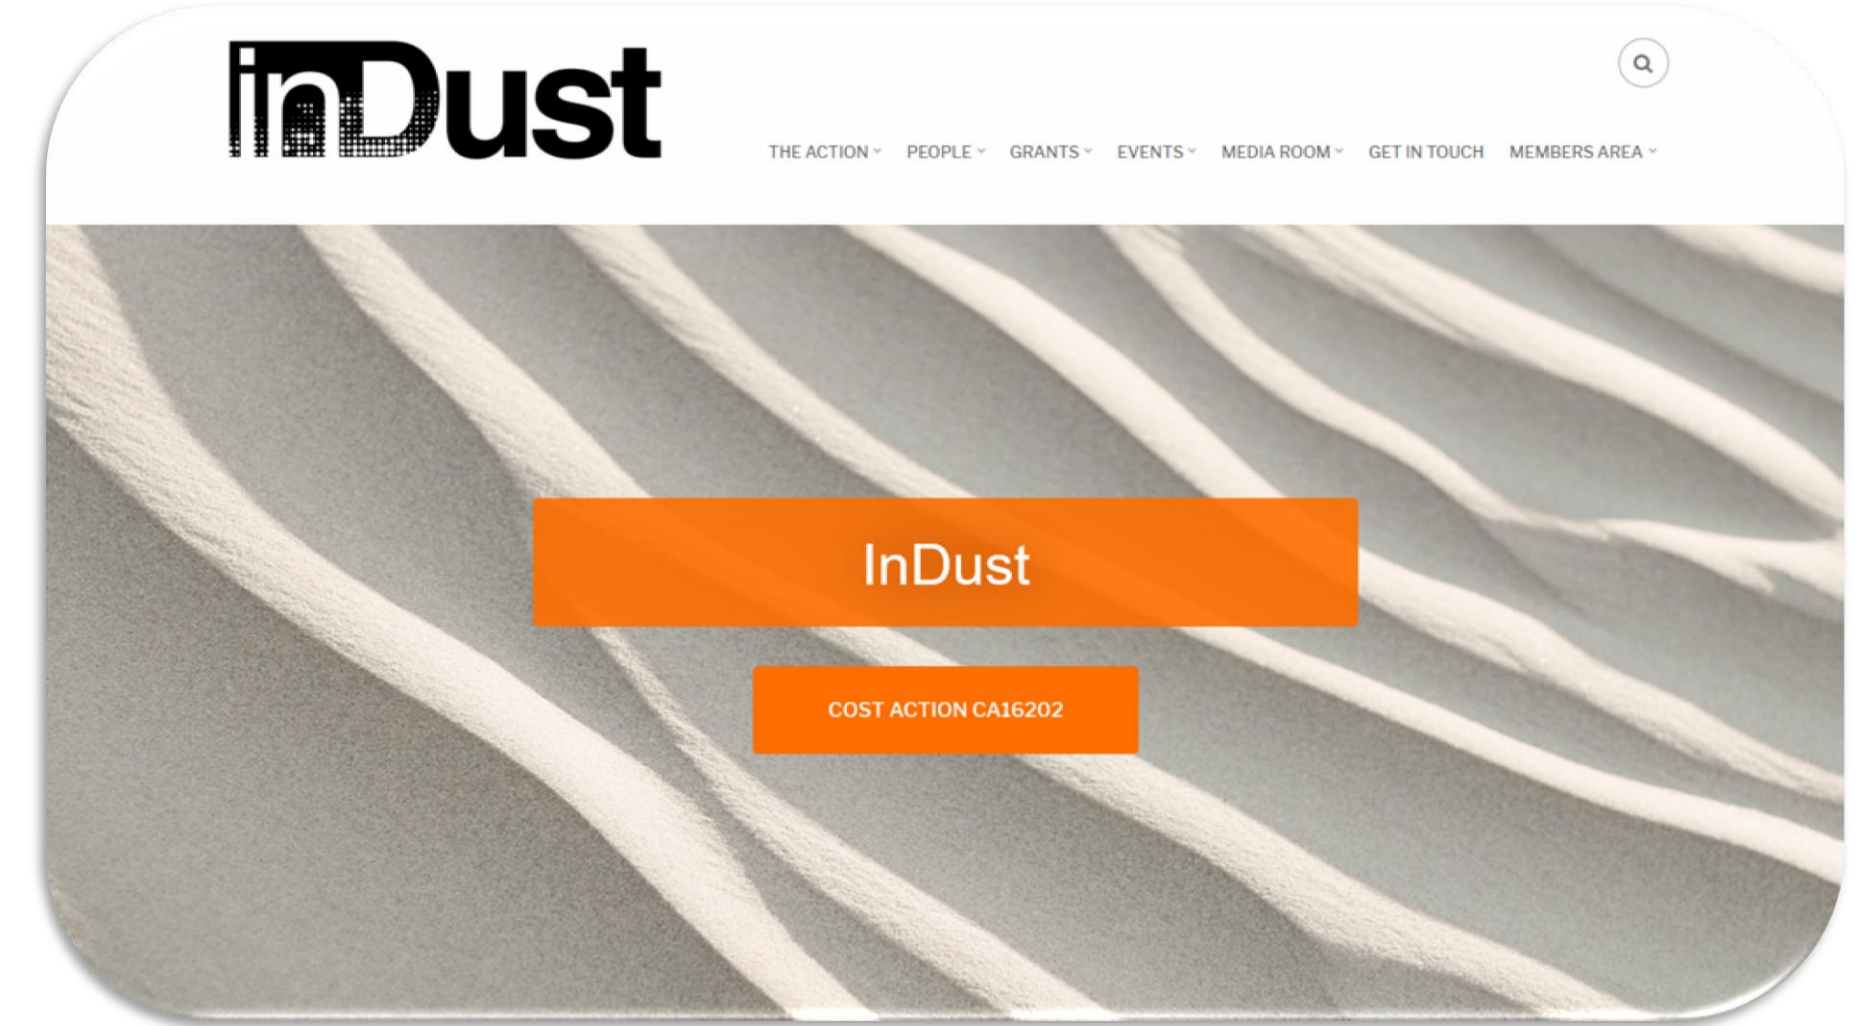 inDust
THE ACTION PEOPLE GRANTS EVENTS MEDIA ROOM GET IN TOUCH MEMBERS AREA
InDust
COST ACTION CA16202